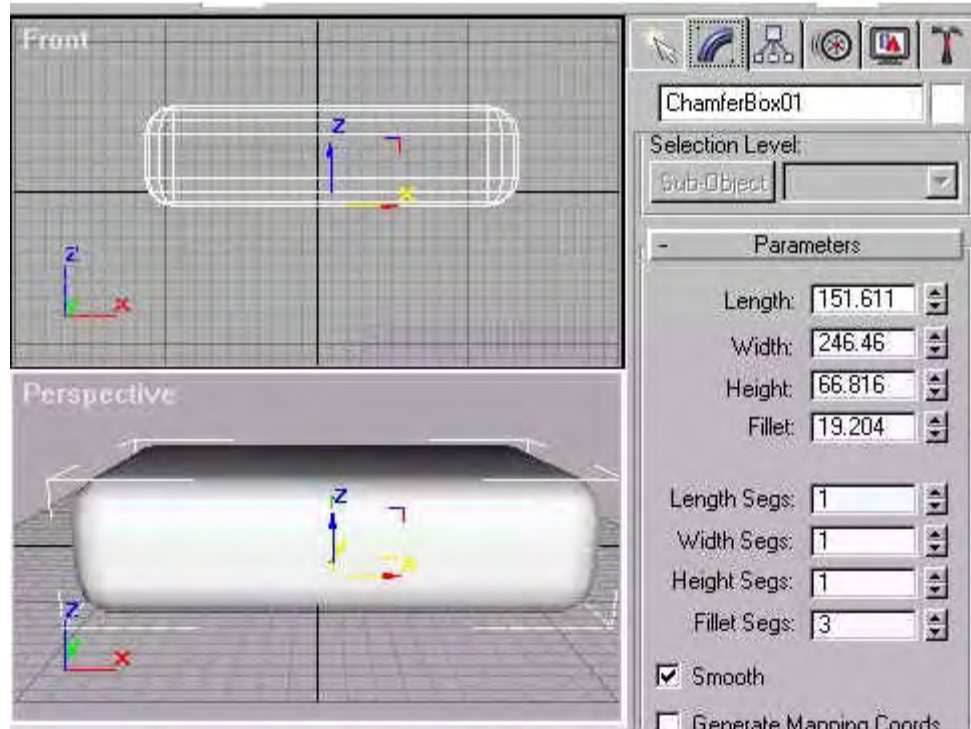 Front
z
x
z
x
Perspective
z
y
x
z
y
x
ChamferBox01
Selection Level:
Sub-Object
- Parameters
Length: 151.611
Width: 246.46
Height: 66.816
Fillet: 19.204
Length Segs: 1
Width Segs: 1
Height Segs: 1
Fillet Segs: 3
Smooth
Generate Mapping Coords